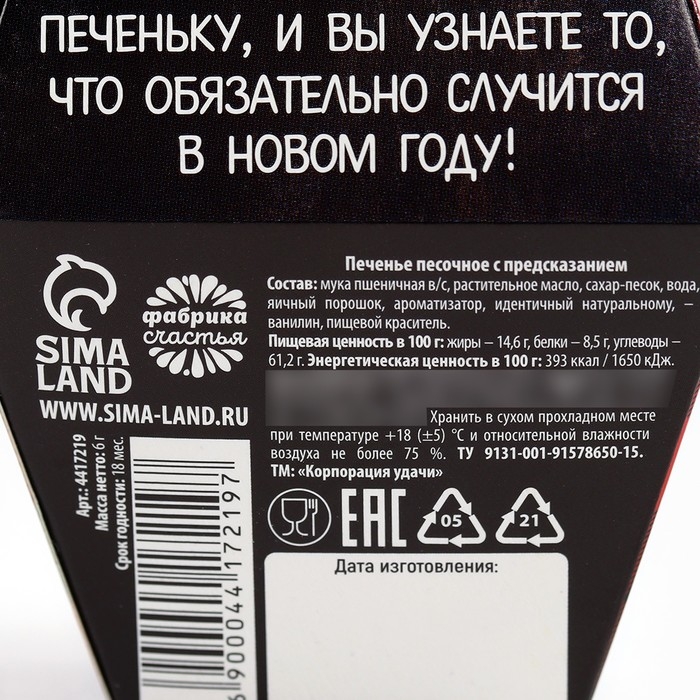 ПЕЧЕНЬКУ, И ВЫ УЗНАЕТЕ ТО,
ЧТО ОБЯЗАТЕЛЬНО СЛУЧИТСЯ
В НОВОМ ГОДУ!
SIMA
LAND
фабрика
счастья
WWW.SIMA-LAND.RU
Печенье песочное с предсказанием
Состав: мука пшеничная в/с, растительное масло, сахар-песок, вода,
яичный порошок, ароматизатор, идентичный натуральному, –
ванилин, пищевой краситель.
Пищевая ценность в 100 г: жиры – 14,6 г, белки – 8,5 г, углеводы –
61,2 г. Энергетическая ценность в 100 г: 393 ккал / 1650 кДж.
Хранить в сухом прохладном месте
при температуре +18 (±5) °С и относительной влажности
воздуха не более 75 %. ТУ 9131-001-91578650-15.
ТМ: «Корпорация удачи»
Арт.: 4417219
Масса нетто: 6 г
Срок годности: 18 мес.
6 900044 172197
EAC
05
21
Дата изготовления: